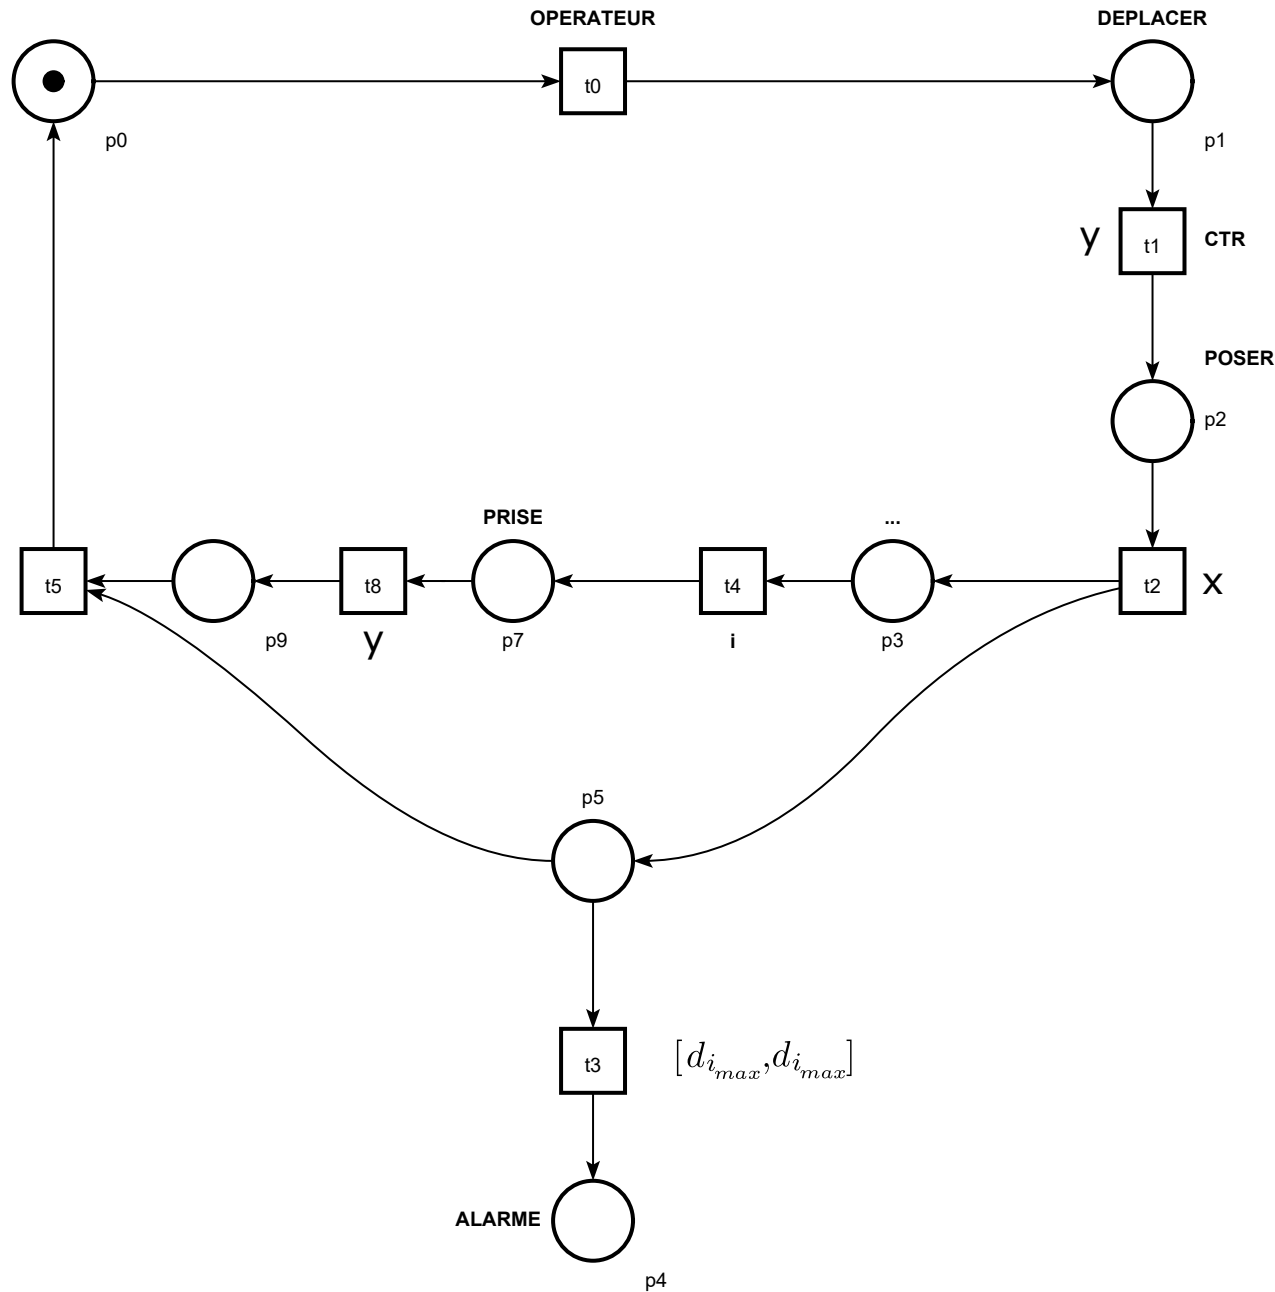 OPERATEUR
DEPLACER
t0
p0
p1
y
t1
CTR
POSER
p2
PRISE
...
t5
t8
t4
t2
x
p9
y
p7
i
p3
p5
t3
[d_{i_{max}},d_{i_{max}}]
ALARME
p4